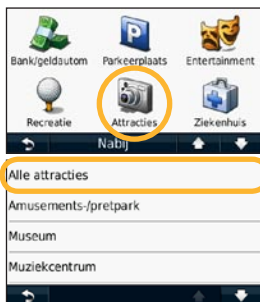 Bank/geldautom Parkeerplaats Entertainment
P
Recreatie Attracties Ziekenhuis
Nabij
Alle attracties
Amusements-/pretpark
Museum
Muziekcentrum